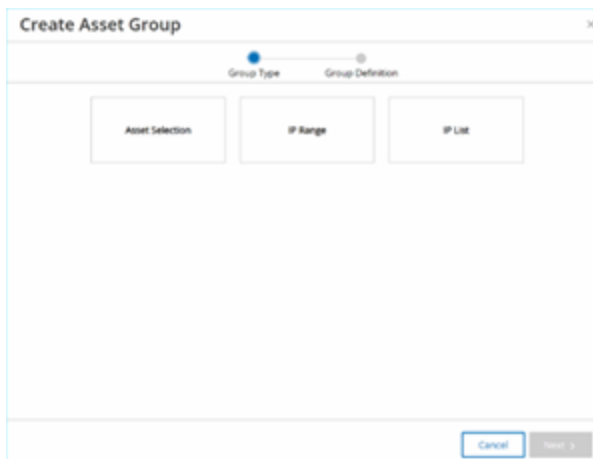 Create Asset Group
Group Type Group Definition
Asset Selection IP Range IP List
Cancel Next >